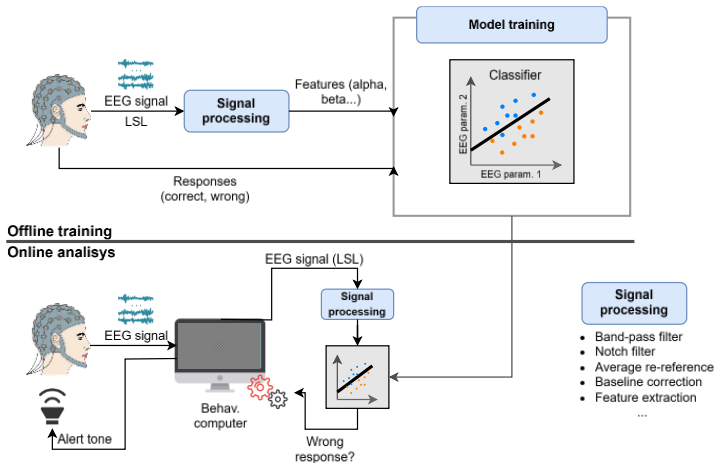 Model training
EEG signal
LSL
Signal
processing
Features (alpha,
beta...)
Classifier
EEG param. 2
EEG param. 1
Responses
(correct, wrong)
Offline training
Online analisys
EEG signal (LSL)
Signal
processing
EEG signal
Behav.
computer
Alert tone
Wrong
response?
Signal
processing
• Band-pass filter
• Notch filter
• Average re-reference
• Baseline correction
• Feature extraction
...